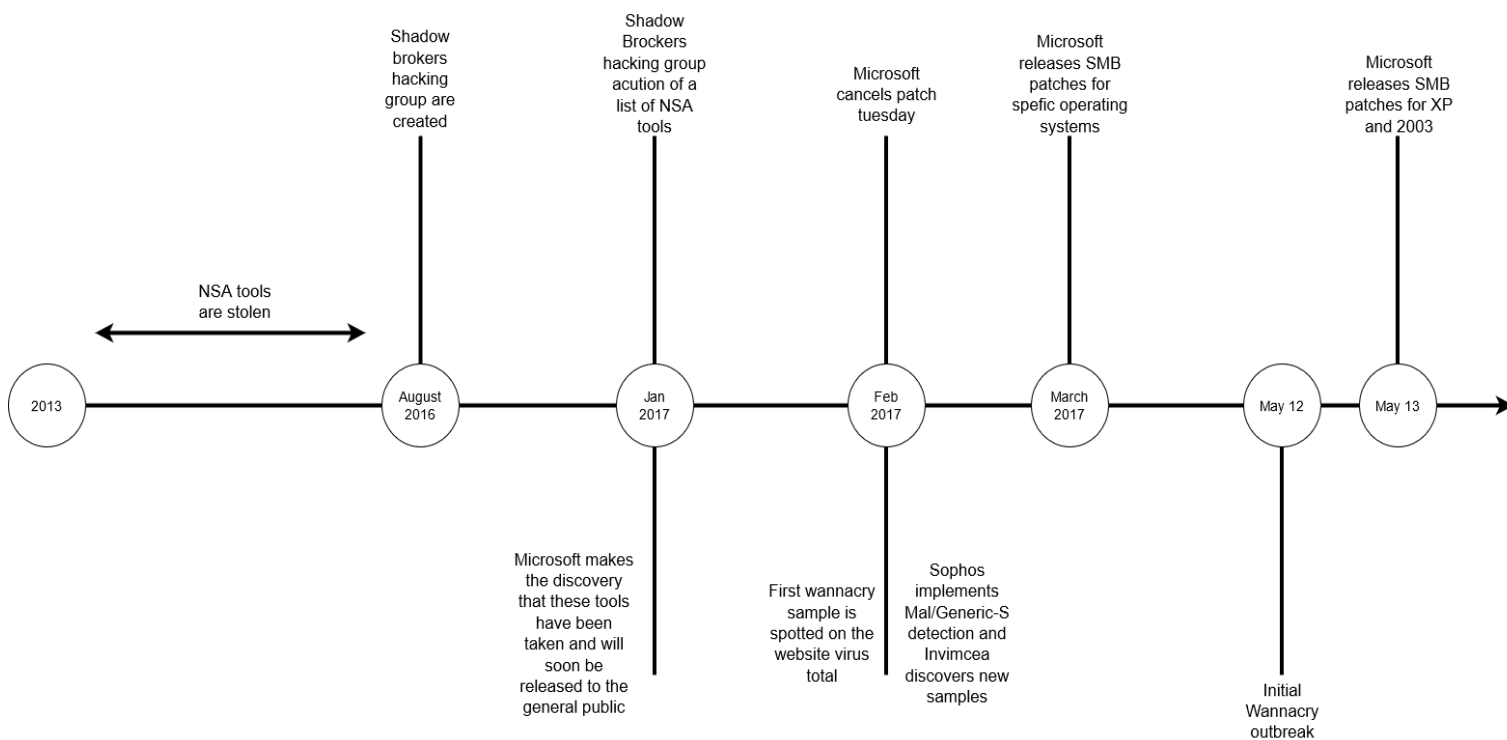 Shadow
brokers
hacking
group are
created
Shadow
Brockers
hacking group
acution of a
list of NSA
tools
Microsoft
cancels patch
tuesday
Microsoft
releases SMB
patches for
spefic operating
systems
Microsoft
releases SMB
patches for XP
and 2003
NSA tools
are stolen
2013
August
2016
Jan
2017
Feb
2017
March
2017
May 12
May 13
Microsoft makes
the discovery
that these tools
have been
taken and will
soon be
released to the
general public
First wannacry
sample is
spotted on the
website virus
total
Sophos
implements
Mal/Generic-S
detection and
Invimcea
discovers new
samples
Initial
Wannacry
outbreak